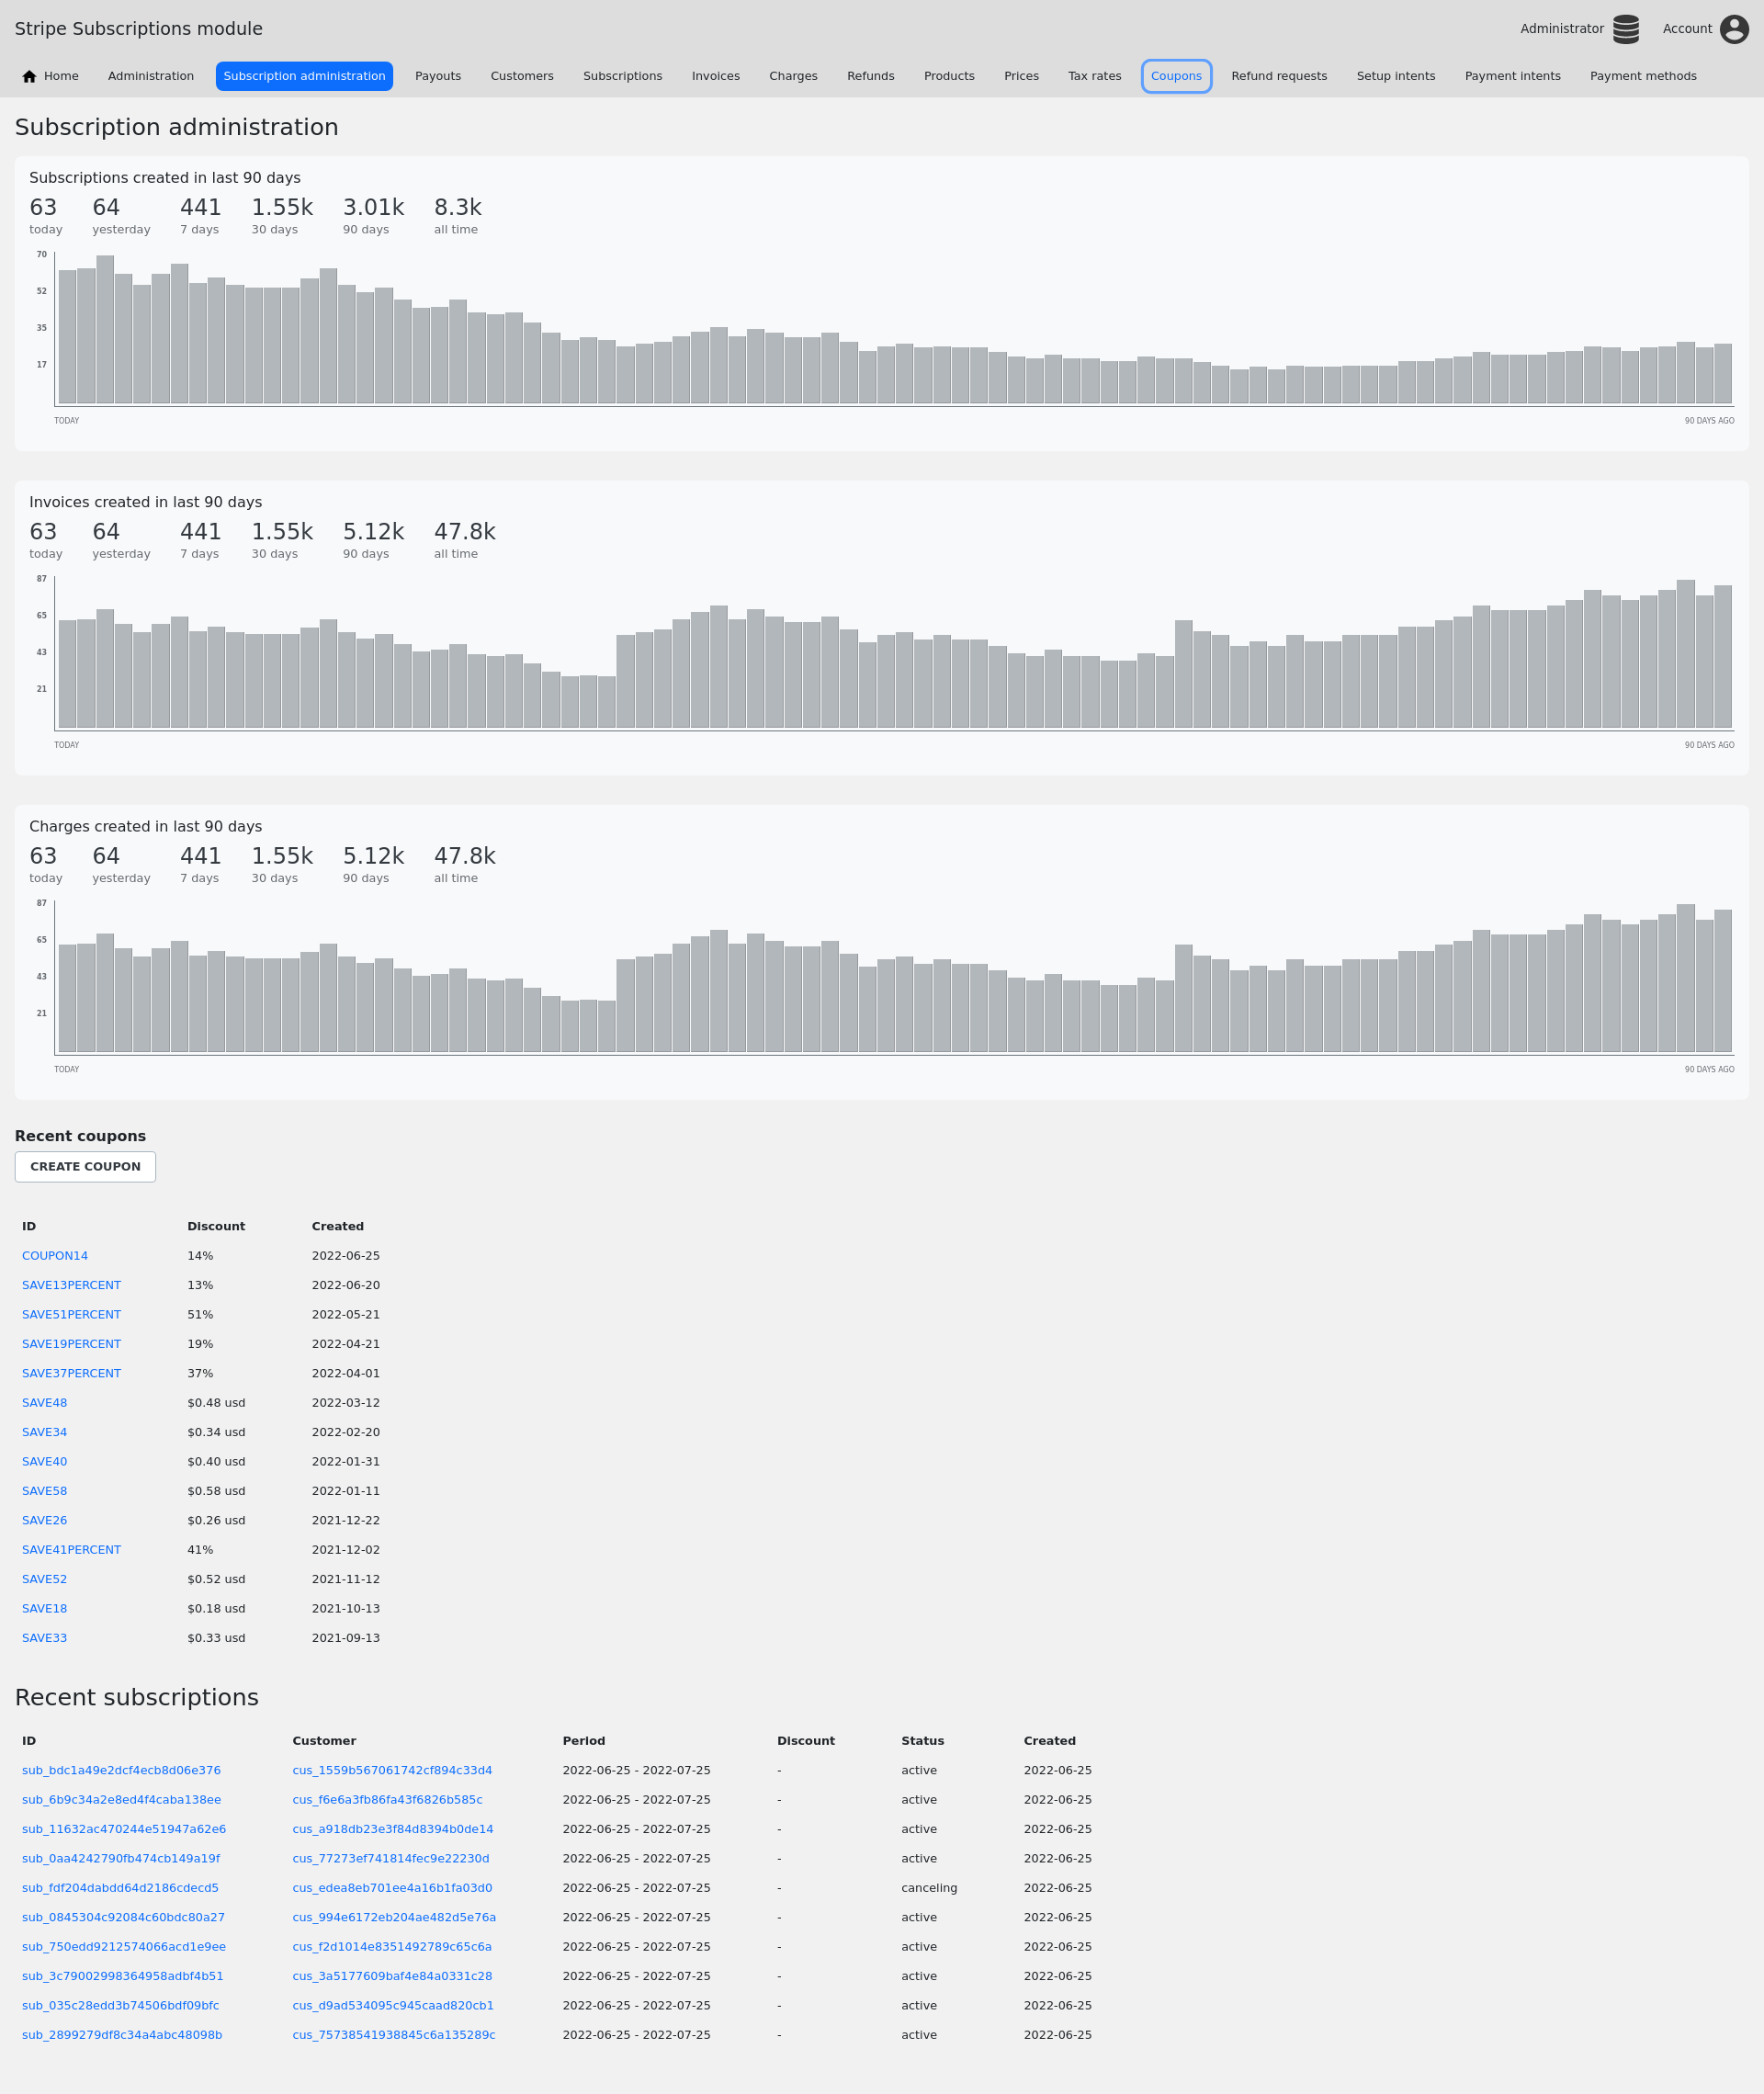 Stripe Subscriptions module
Administrator Account
Home Administration Subscription administration Payouts Customers Subscriptions Invoices Charges Refunds Products Prices Tax rates Coupons Refund requests Setup intents Payment intents Payment methods
Subscription administration
Subscriptions created in last 90 days
63 64 441 1.55k 3.01k 8.3k
today yesterday 7 days 30 days 90 days all time
70
52
35
17
TODAY 90 DAYS AGO
Invoices created in last 90 days
63 64 441 1.55k 5.12k 47.8k
today yesterday 7 days 30 days 90 days all time
87
65
43
21
TODAY 90 DAYS AGO
Charges created in last 90 days
63 64 441 1.55k 5.12k 47.8k
today yesterday 7 days 30 days 90 days all time
87
65
43
21
TODAY 90 DAYS AGO
Recent coupons
CREATE COUPON
ID Discount Created
COUPON14 14% 2022-06-25
SAVE13PERCENT 13% 2022-06-20
SAVE51PERCENT 51% 2022-05-21
SAVE19PERCENT 19% 2022-04-21
SAVE37PERCENT 37% 2022-04-01
SAVE48 $0.48 usd 2022-03-12
SAVE34 $0.34 usd 2022-02-20
SAVE40 $0.40 usd 2022-01-31
SAVE58 $0.58 usd 2022-01-11
SAVE26 $0.26 usd 2021-12-22
SAVE41PERCENT 41% 2021-12-02
SAVE52 $0.52 usd 2021-11-12
SAVE18 $0.18 usd 2021-10-13
SAVE33 $0.33 usd 2021-09-13
Recent subscriptions
ID Customer Period Discount Status Created
sub_bdc1a49e2dcf4ecb8d06e376 cus_1559b567061742cf894c33d4 2022-06-25 - 2022-07-25 - active 2022-06-25
sub_6b9c34a2e8ed4f4caba138ee cus_f6e6a3fb86fa43f6826b585c 2022-06-25 - 2022-07-25 - active 2022-06-25
sub_11632ac470244e51947a62e6 cus_a918db23e3f84d8394b0de14 2022-06-25 - 2022-07-25 - active 2022-06-25
sub_0aa4242790fb474cb149a19f cus_77273ef741814fec9e22230d 2022-06-25 - 2022-07-25 - active 2022-06-25
sub_fdf204dabdd64d2186cdecd5 cus_edea8eb701ee4a16b1fa03d0 2022-06-25 - 2022-07-25 - canceling 2022-06-25
sub_0845304c92084c60bdc80a27 cus_994e6172eb204ae482d5e76a 2022-06-25 - 2022-07-25 - active 2022-06-25
sub_750edd9212574066acd1e9ee cus_f2d1014e8351492789c65c6a 2022-06-25 - 2022-07-25 - active 2022-06-25
sub_3c79002998364958adbf4b51 cus_3a5177609baf4e84a0331c28 2022-06-25 - 2022-07-25 - active 2022-06-25
sub_035c28edd3b74506bdf09bfc cus_d9ad534095c945caad820cb1 2022-06-25 - 2022-07-25 - active 2022-06-25
sub_2899279df8c34a4abc48098b cus_75738541938845c6a135289c 2022-06-25 - 2022-07-25 - active 2022-06-25